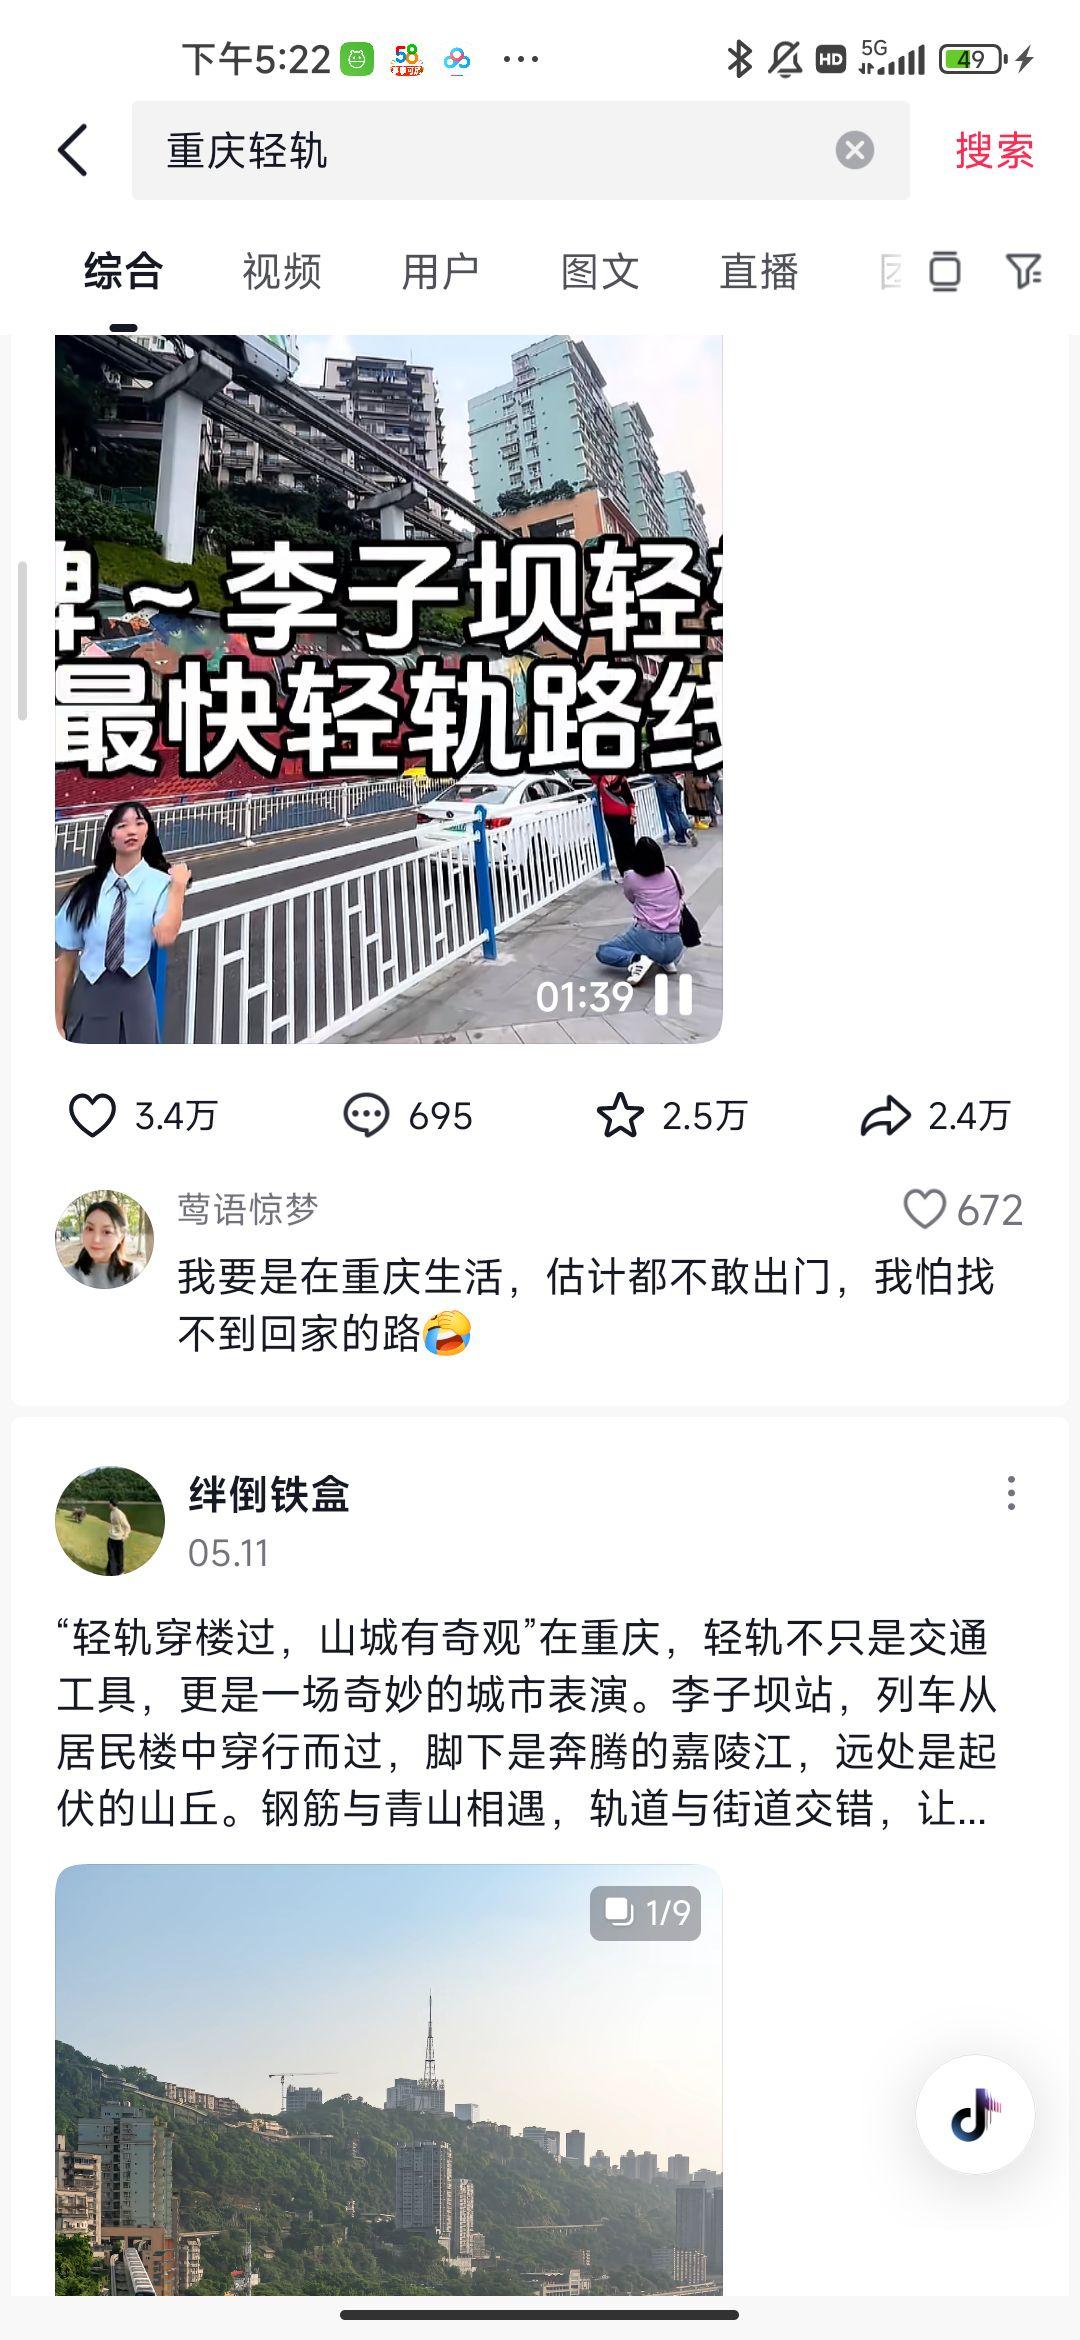 下午5:22
58
HD
5G
49
重庆轻轨
搜索
综合 视频 用户 图文 直播
～李子坝轻
最快轻轨路线
01:39
3.4万 695 2.5万 2.4万
莺语惊梦
672
我要是在重庆生活，估计都不敢出门，我怕找
不到回家的路
绊倒铁盒
05.11
“轻轨穿楼过，山城有奇观”在重庆，轻轨不只是交通
工具，更是一场奇妙的城市表演。李子坝站，列车从
居民楼中穿行而过，脚下是奔腾的嘉陵江，远处是起
伏的山丘。钢筋与青山相遇，轨道与街道交错，让...
1/9